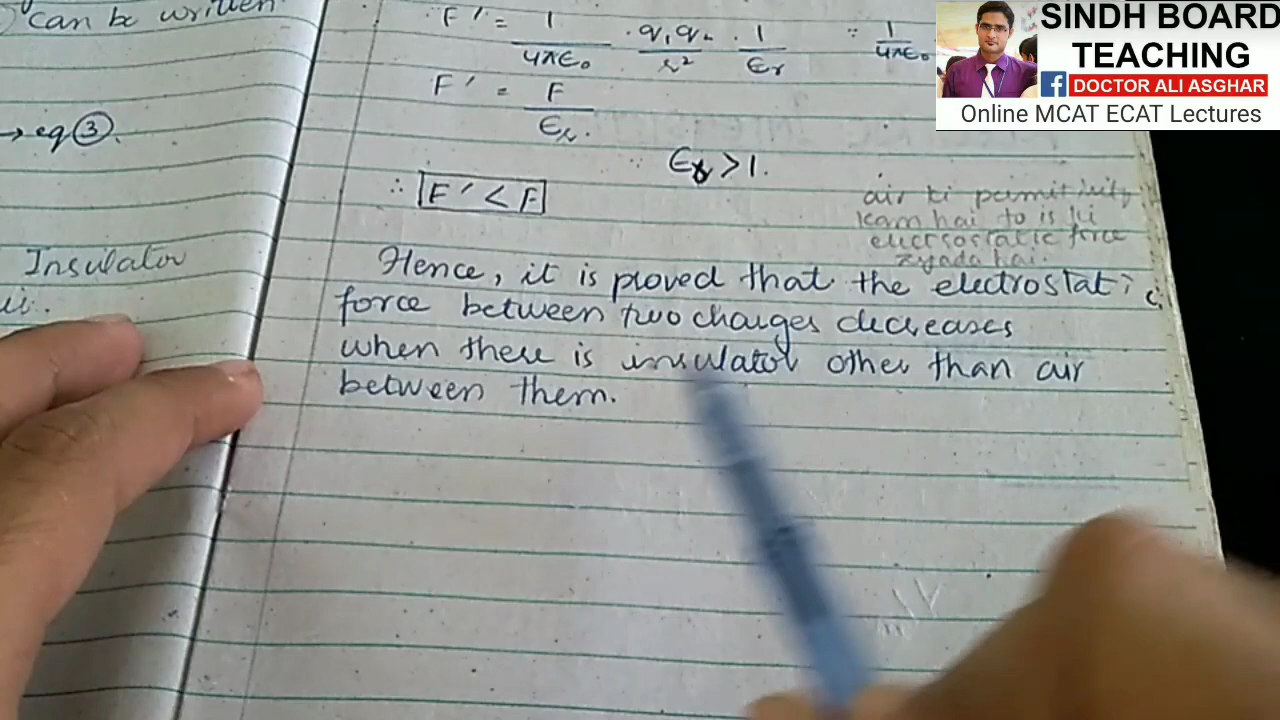 can be written
→ eq ③.
Insulator
F' = 1/4πε₀ · q₁q₂/r² · 1/εr ∵ 1/4πε₀
F' = F/εr.
∵ εr > 1.
∴ F' < F
air ki permitivity
kam hai to is ki
electrostatic force
zyada hai.
Hence, it is proved that the electrostatic
force between two charges decreases
when there is insulator other than air
between them.
SINDH BOARD
TEACHING
f DOCTOR ALI ASGHAR
Online MCAT ECAT Lectures